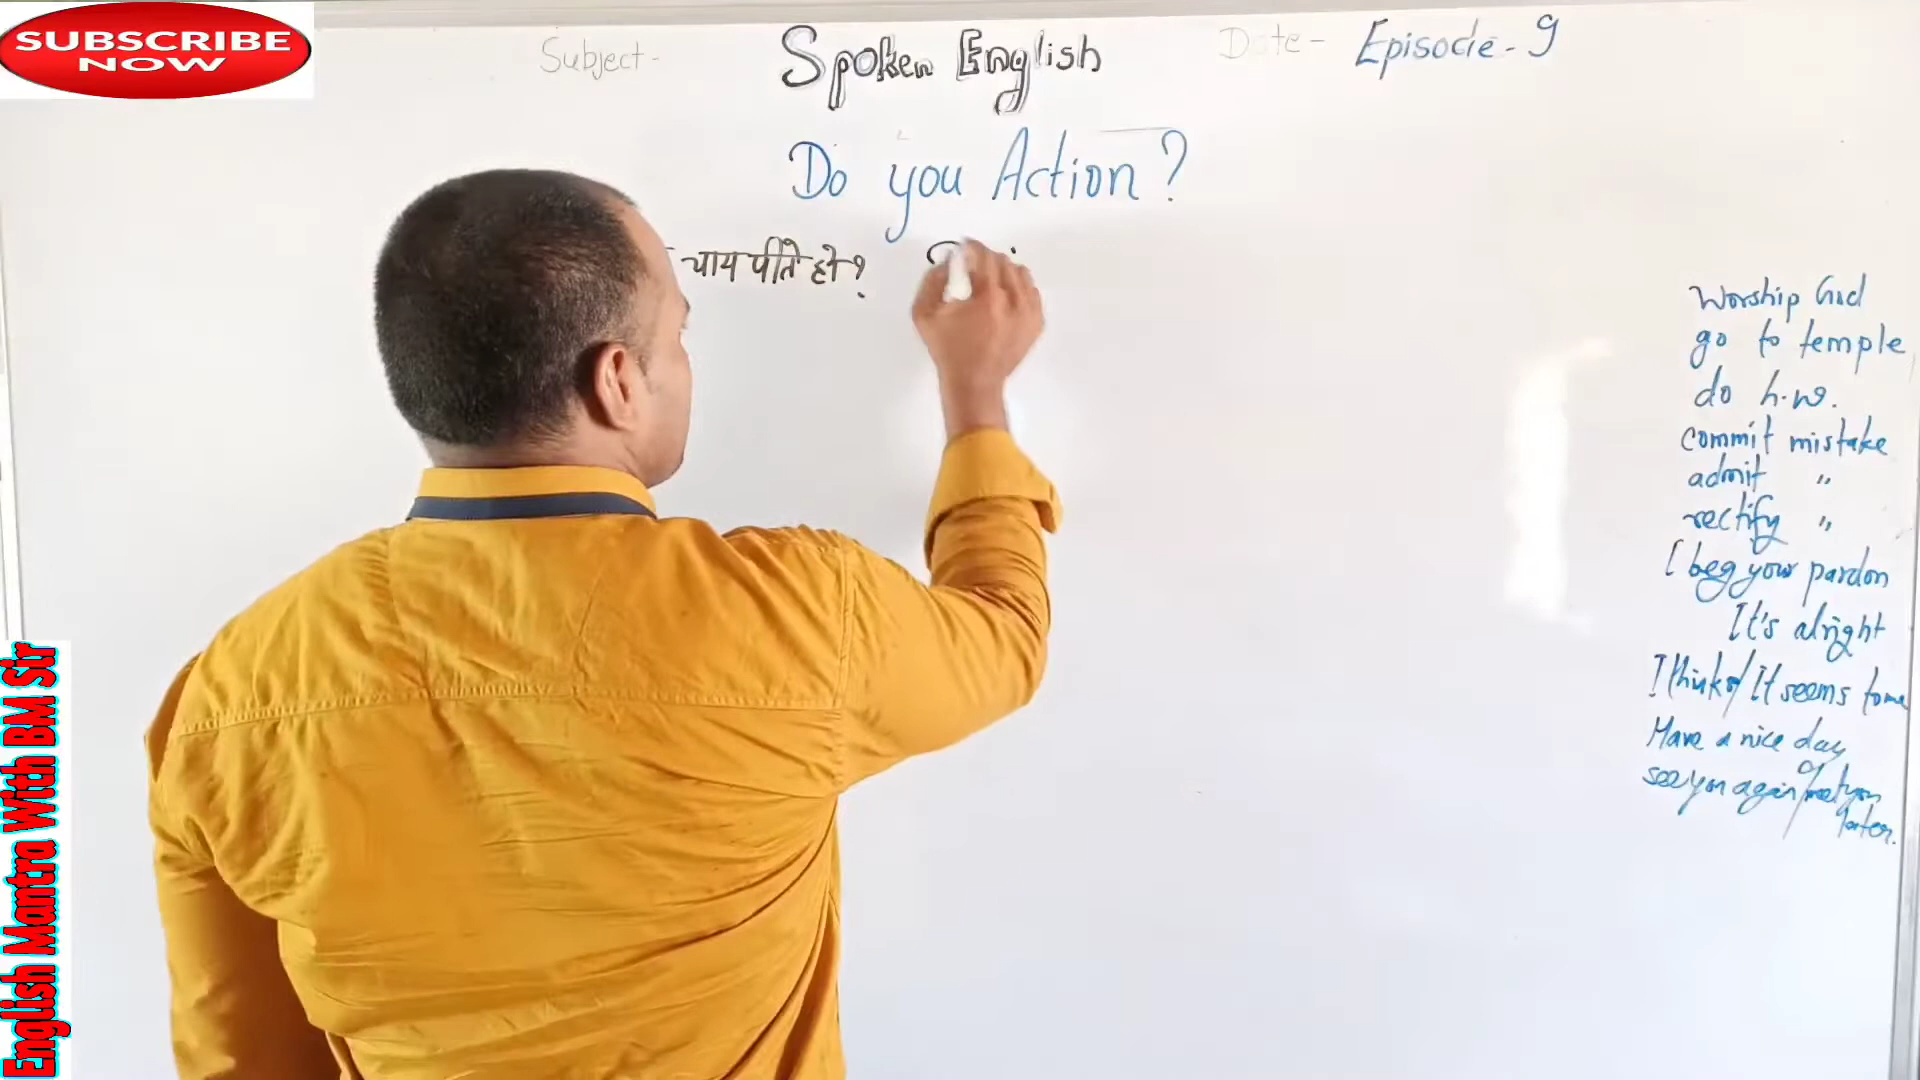 SUBSCRIBE
NOW
Subject - Spoken English Date - Episode - 9
Do you Action ?
चाय पीते हो ?
Worship God
go to temple
do h.w.
commit mistake
admit "
rectify "
I beg your pardon
It's alright
I think / It seems to me
Have a nice day
see you again / meet you
later.
English Mantra With BM Sir